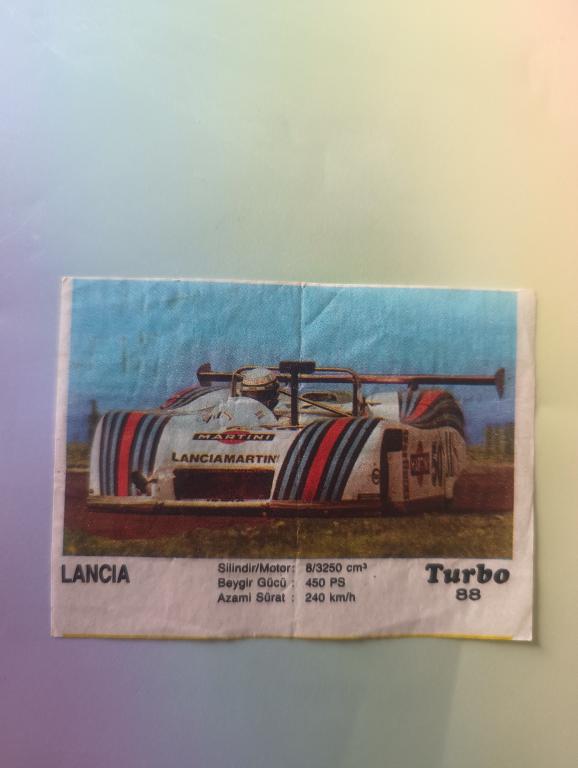 MARTINI
LANCIAMARTINI
LANCIA
Silindir/Motor: 8/3250 cm³
Beygir Gücü : 450 PS
Azami Sürat : 240 km/h
Turbo
88